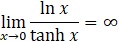 lim x→0 ln x / tanh x = ∞